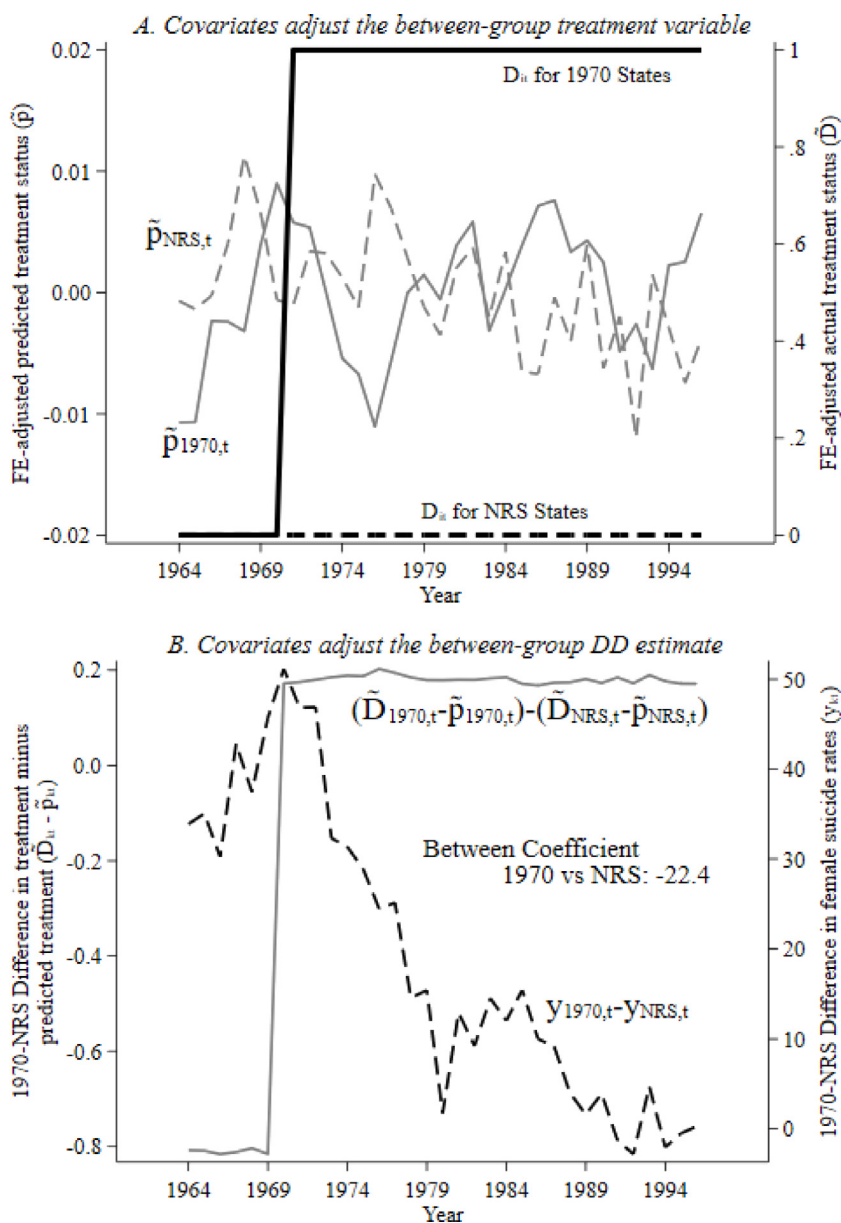 A. Covariates adjust the between-group treatment variable
FE-adjusted predicted treatment status (p̃)
0.02
0.01
0.00
-0.01
-0.02
Dᵢₜ for 1970 States
p̃NRS,t
p̃1970,t
Dᵢₜ for NRS States
1
.8
.6
.4
.2
0
FE-adjusted actual treatment status (D̃)
1964 1969 1974 1979 1984 1989 1994
Year
B. Covariates adjust the between-group DD estimate
1970-NRS Difference in treatment minus
predicted treatment (D̃ₖₜ - p̃ₖₜ)
0.2
0.0
-0.2
-0.4
-0.6
-0.8
(D̃1970,t-p̃1970,t)-(D̃NRS,t-p̃NRS,t)
Between Coefficient
1970 vs NRS: -22.4
y1970,t-yNRS,t
50
40
30
20
10
0
1970-NRS Difference in female suicide rates (yₖₜ)
1964 1969 1974 1979 1984 1989 1994
Year